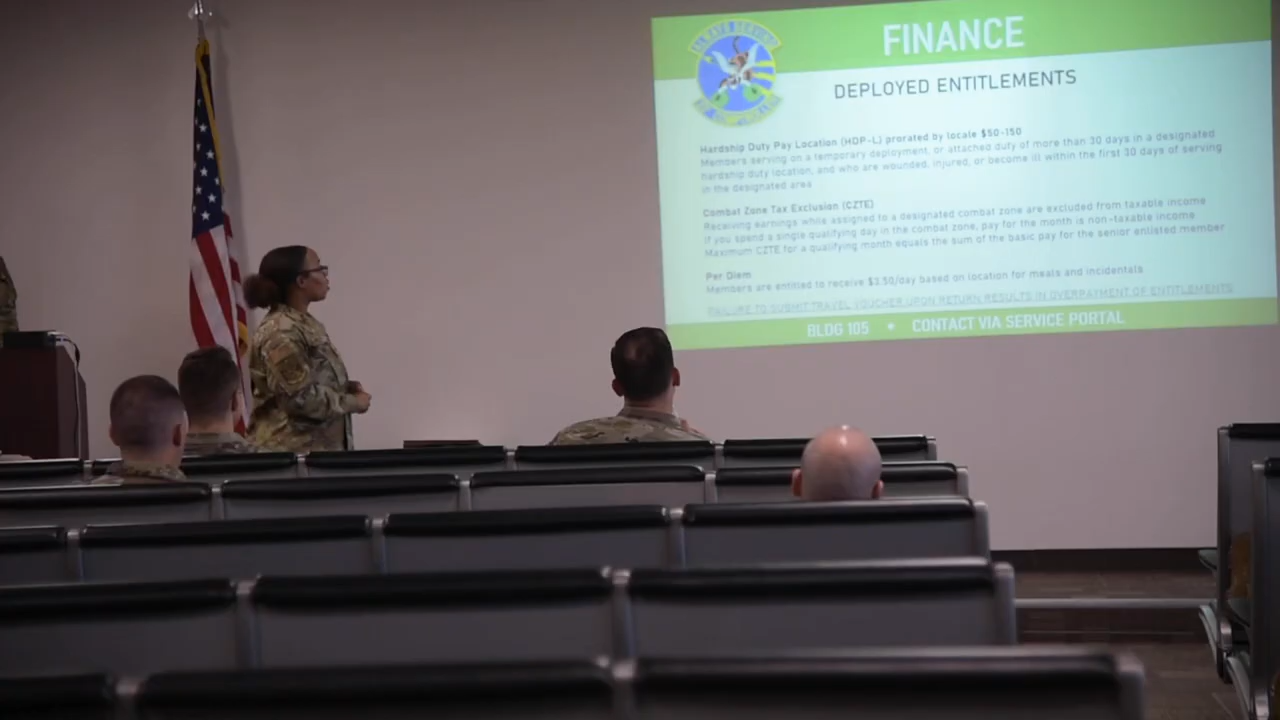 ALWAYS SERVING
FINANCE
DEPLOYED ENTITLEMENTS
Hardship Duty Pay Location (HDP-L) prorated by locale $50-150
Members serving on a temporary deployment, or attached duty of more than 30 days in a designated
hardship duty location, and who are wounded, injured, or become ill within the first 30 days of serving
in the designated area
Combat Zone Tax Exclusion (CZTE)
Receiving earnings while assigned to a designated combat zone are excluded from taxable income
If you spend a single qualifying day in the combat zone, pay for the month is non-taxable income
Maximum CZTE for a qualifying month equals the sum of the basic pay for the senior enlisted member
Per Diem
Members are entitled to receive $3.50/day based on location for meals and incidentals
FAILURE TO SUBMIT TRAVEL VOUCHER UPON RETURN RESULTS IN OVERPAYMENT OF ENTITLEMENTS
BLDG 105 • CONTACT VIA SERVICE PORTAL